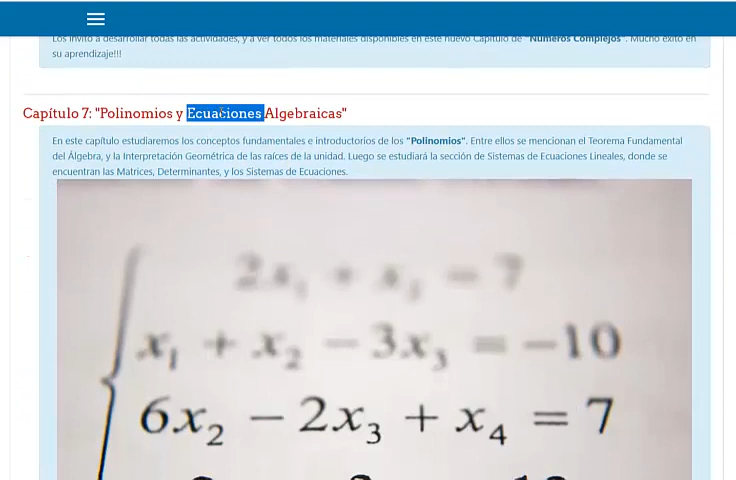 Los invito a desarrollar todas las actividades, y a ver todos los materiales disponibles en este nuevo Capítulo de "Números Complejos". Mucho éxito en
su aprendizaje!!!
Capítulo 7: "Polinomios y Ecuaciones Algebraicas"
En este capítulo estudiaremos los conceptos fundamentales e introductorios de los "Polinomios". Entre ellos se mencionan el Teorema Fundamental
del Álgebra, y la Interpretación Geométrica de las raíces de la unidad. Luego se estudiará la sección de Sistemas de Ecuaciones Lineales, donde se
encuentran las Matrices, Determinantes, y los Sistemas de Ecuaciones.
x₁ + x₂ − 3x₃ = −10
6x₂ − 2x₃ + x₄ = 7